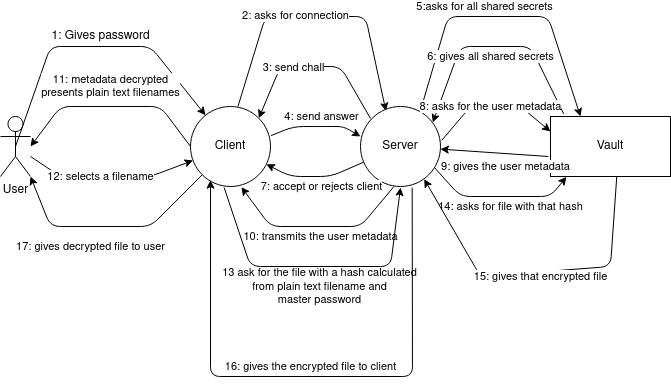 5:asks for all shared secrets
2: asks for connection
1: Gives password
6: gives all shared secrets
3: send chall
11: metadata decrypted
presents plain text filenames
8: asks for the user metadata
4: send answer
Client
Server
Vault
9: gives the user metadata
12: selects a filename
User
7: accept or rejects client
14: asks for file with that hash
10: transmits the user metadata
17: gives decrypted file to user
13 ask for the file with a hash calculated
from plain text filename and
master password
15: gives that encrypted file
16: gives the encrypted file to client